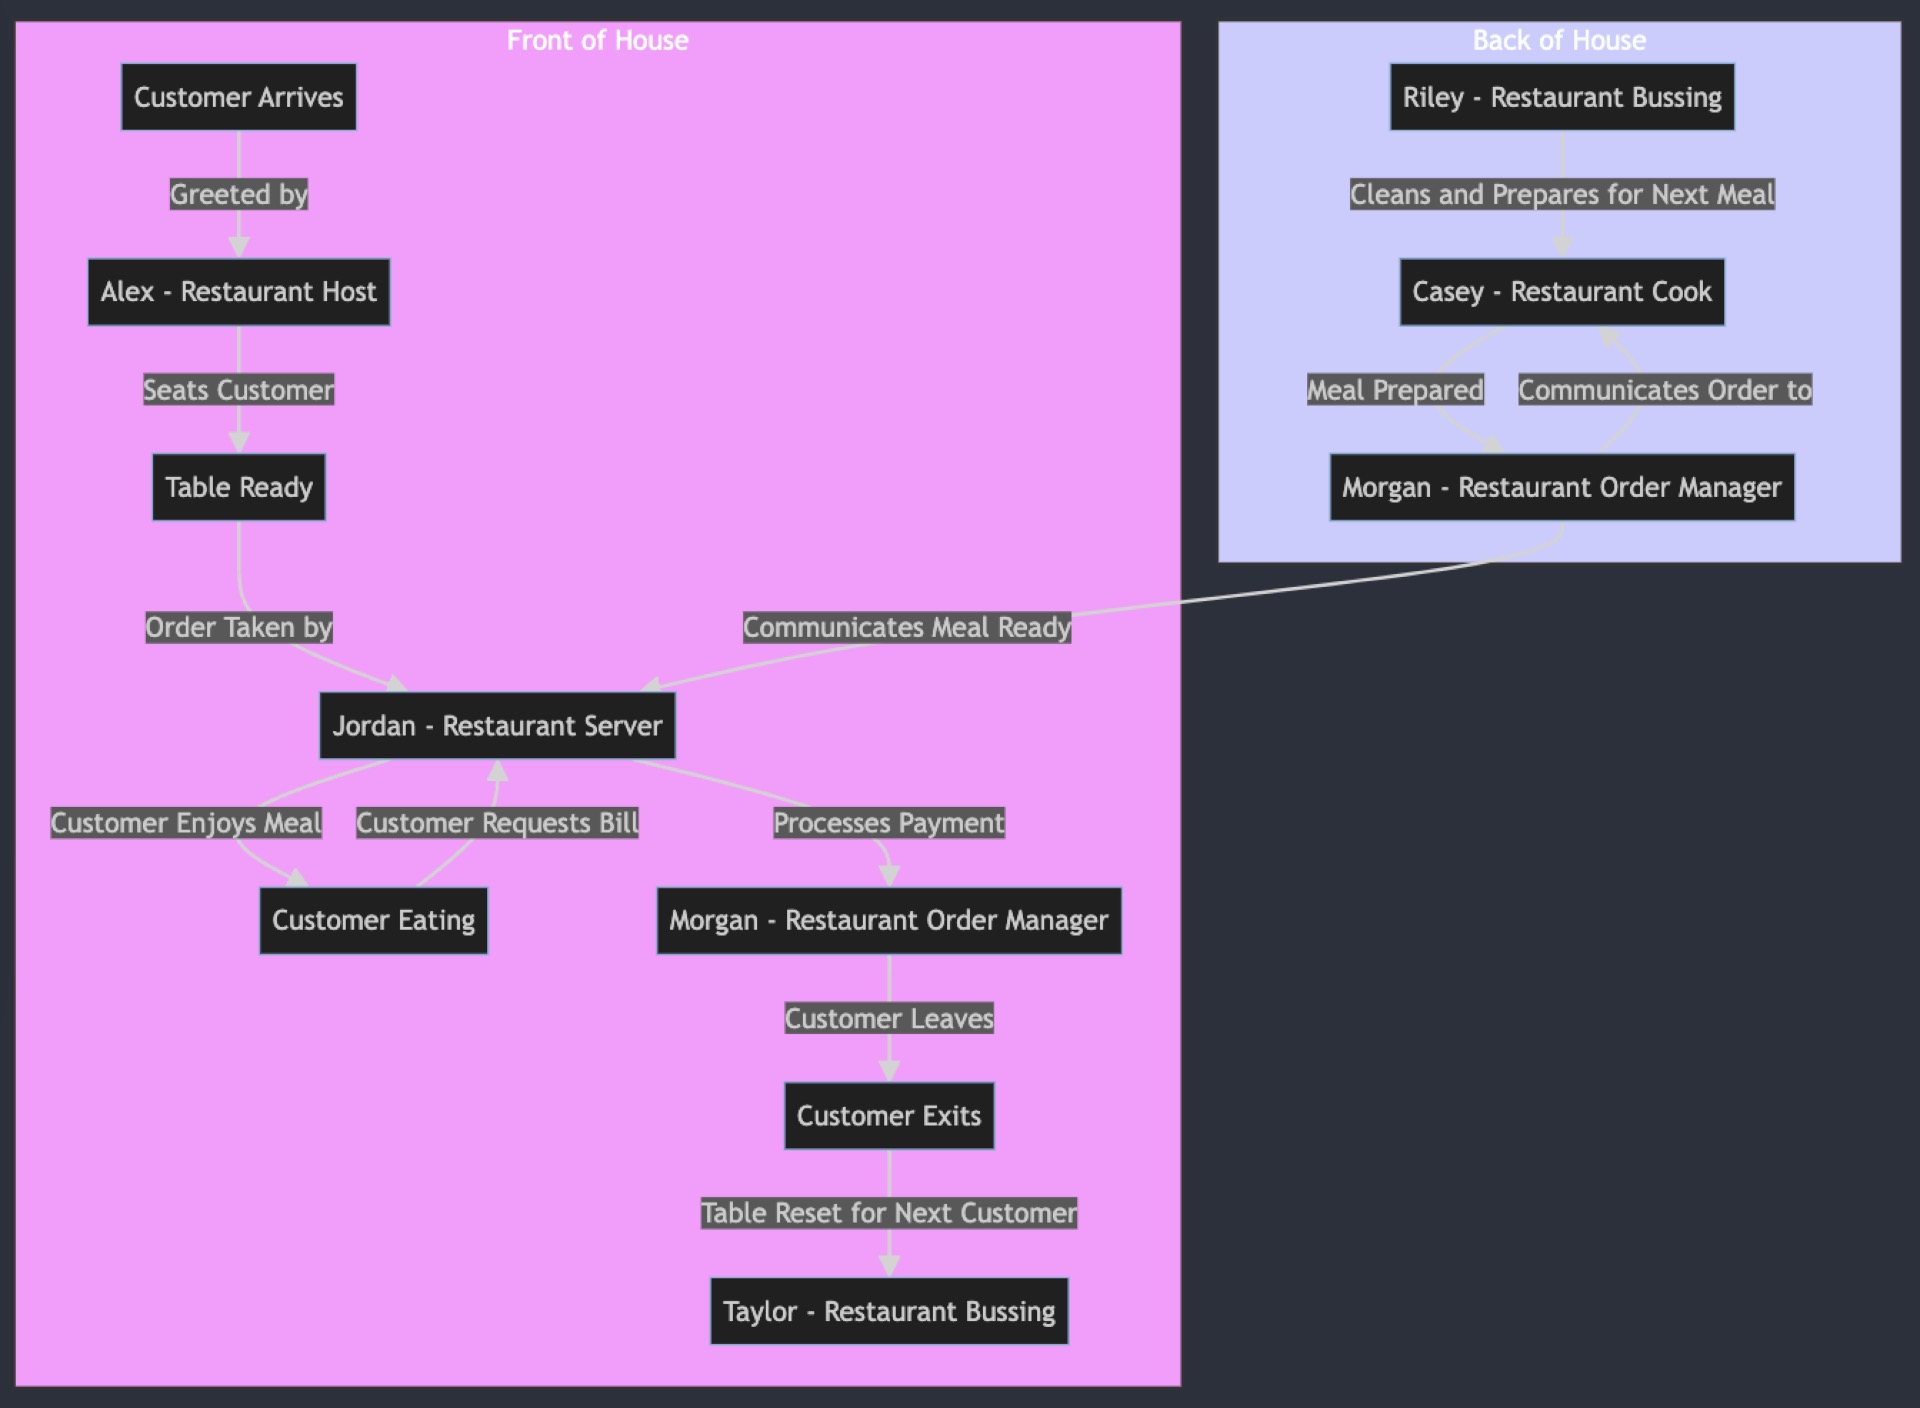 Front of House
Customer Arrives
Greeted by
Alex - Restaurant Host
Seats Customer
Table Ready
Order Taken by
Communicates Meal Ready
Jordan - Restaurant Server
Customer Enjoys Meal
Customer Requests Bill
Processes Payment
Customer Eating
Morgan - Restaurant Order Manager
Customer Leaves
Customer Exits
Table Reset for Next Customer
Taylor - Restaurant Bussing
Back of House
Riley - Restaurant Bussing
Cleans and Prepares for Next Meal
Casey - Restaurant Cook
Meal Prepared
Communicates Order to
Morgan - Restaurant Order Manager